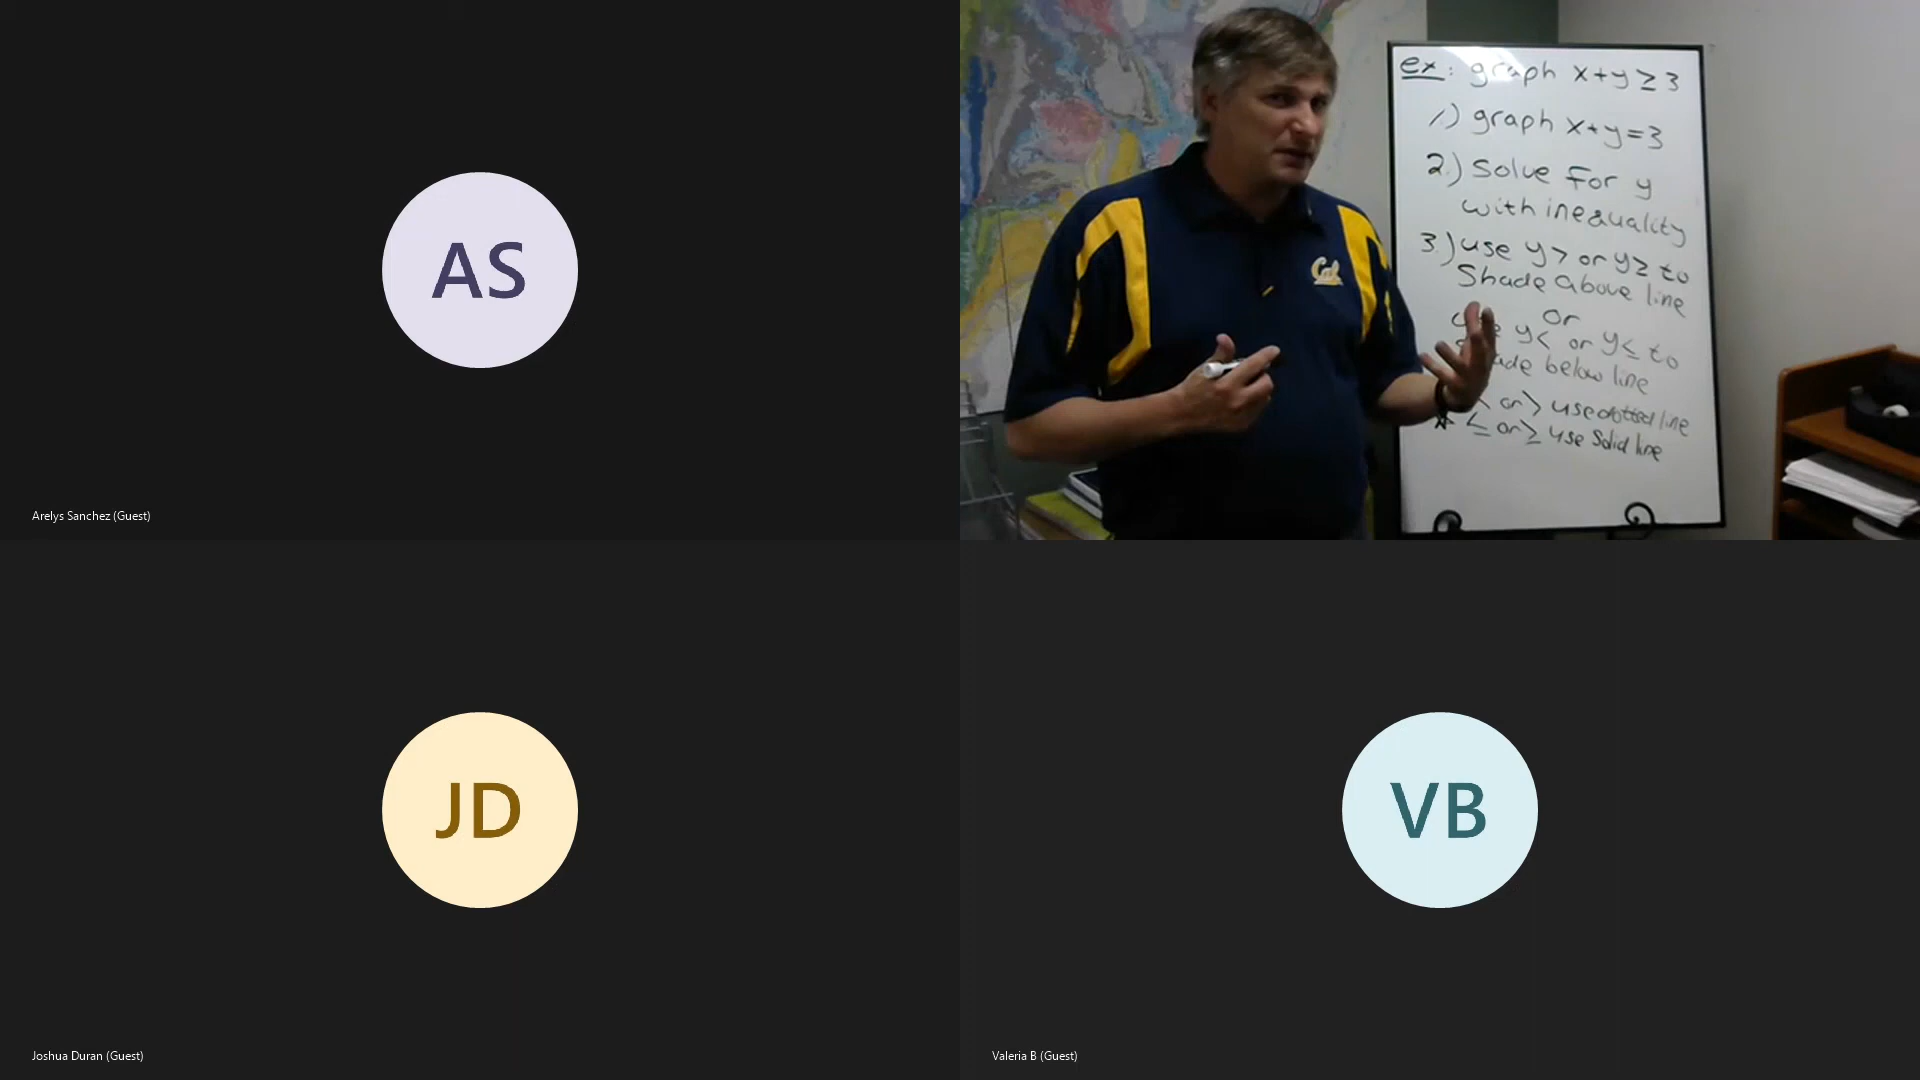 AS
Arelys Sanchez (Guest)
Cal
ex: graph x+y ≥ 3
1.) graph x+y=3
2.) Solve for y
with inequality
3.) use y> or y≥ to
Shade above line
or
y< or y≤ to
below line
< or > use dotted line
* ≤ or ≥ use Solid line
JD
Joshua Duran (Guest)
VB
Valeria B (Guest)